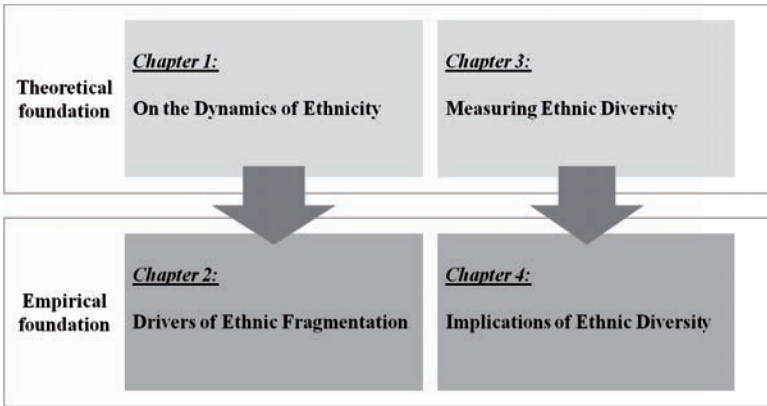 Theoretical
foundation
Chapter 1:
On the Dynamics of Ethnicity
Chapter 3:
Measuring Ethnic Diversity
Empirical
foundation
Chapter 2:
Drivers of Ethnic Fragmentation
Chapter 4:
Implications of Ethnic Diversity